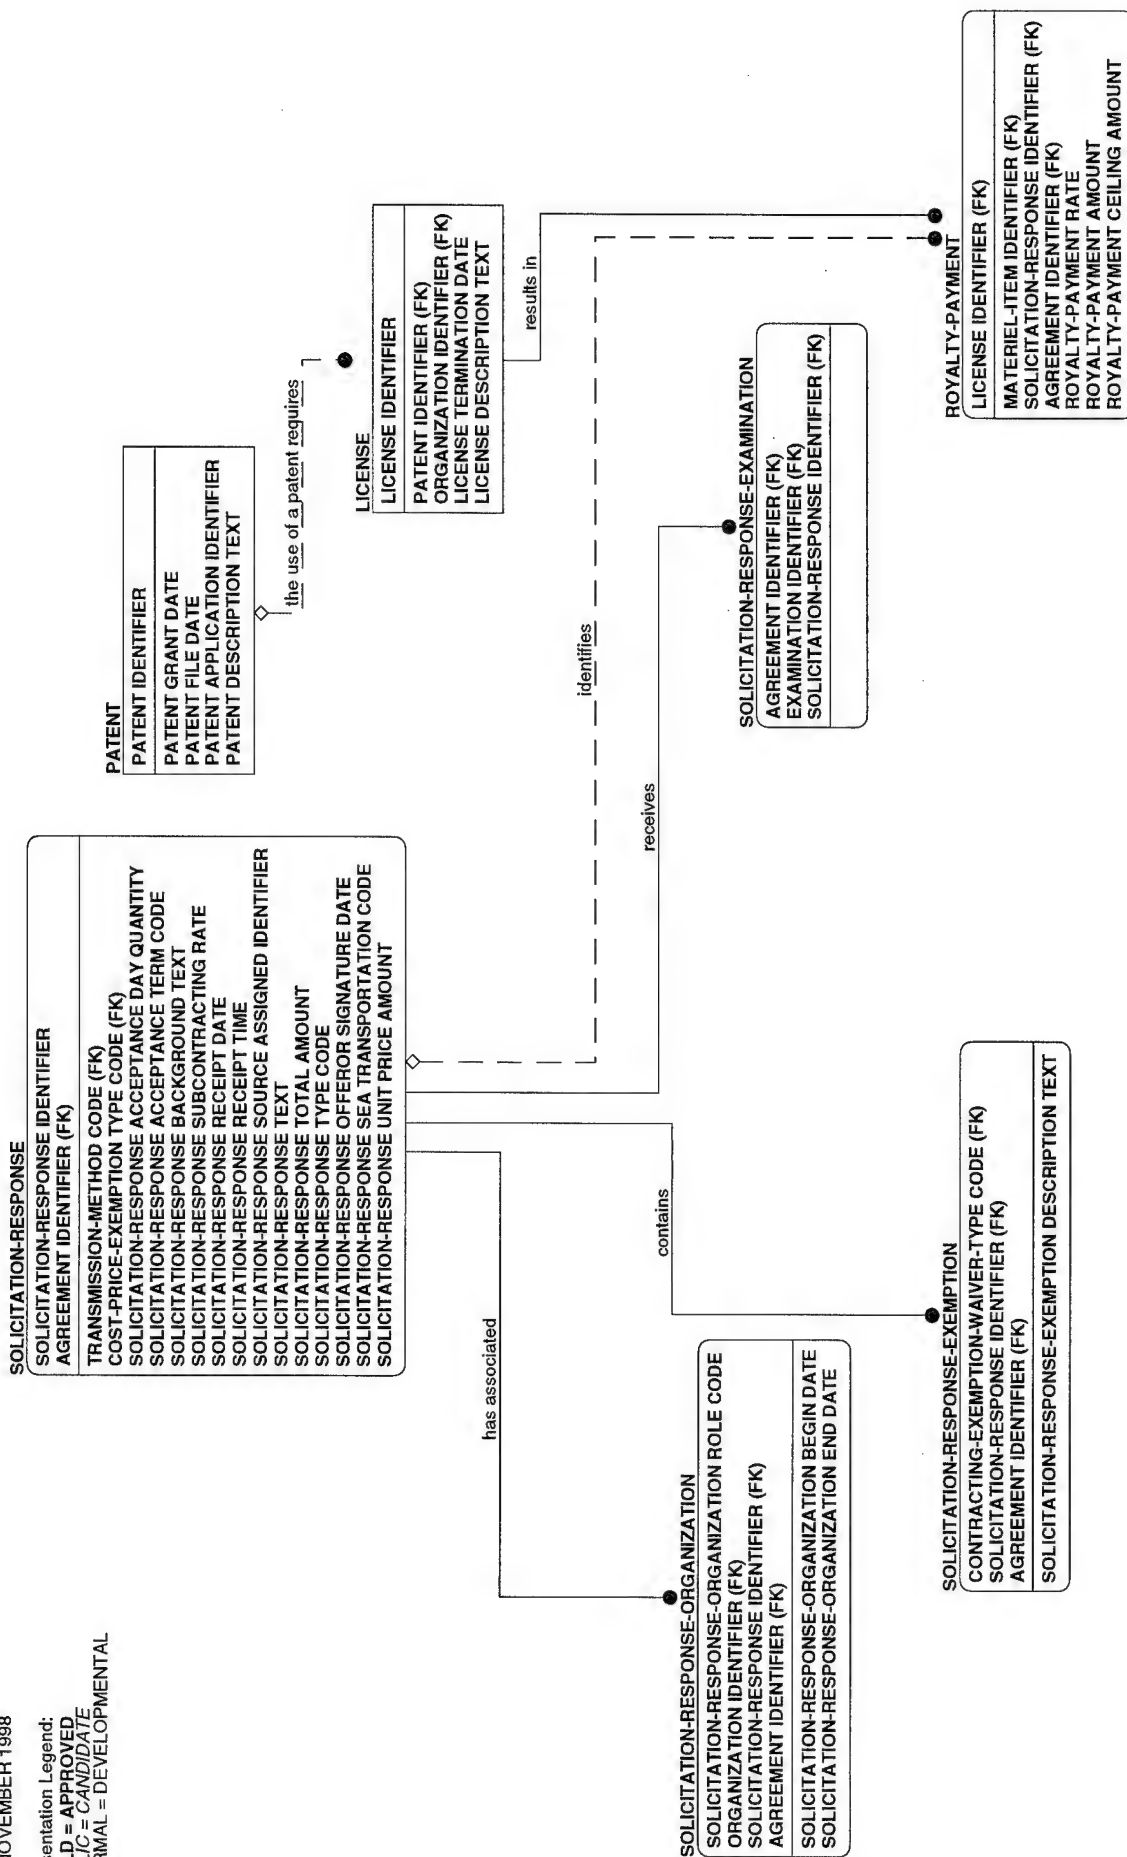 NOVEMBER 1998
sentation Legend:
LD = APPROVED
LIC = CANDIDATE
RMAL = DEVELOPMENTAL
SOLICITATION-RESPONSE
SOLICITATION-RESPONSE IDENTIFIER
AGREEMENT IDENTIFIER (FK)
TRANSMISSION-METHOD CODE (FK)
COST-PRICE-EXEMPTION TYPE CODE (FK)
SOLICITATION-RESPONSE ACCEPTANCE DAY QUANTITY
SOLICITATION-RESPONSE ACCEPTANCE TERM CODE
SOLICITATION-RESPONSE BACKGROUND TEXT
SOLICITATION-RESPONSE SUBCONTRACTING RATE
SOLICITATION-RESPONSE RECEIPT DATE
SOLICITATION-RESPONSE RECEIPT TIME
SOLICITATION-RESPONSE SOURCE ASSIGNED IDENTIFIER
SOLICITATION-RESPONSE TEXT
SOLICITATION-RESPONSE TOTAL AMOUNT
SOLICITATION-RESPONSE TYPE CODE
SOLICITATION-RESPONSE OFFEROR SIGNATURE DATE
SOLICITATION-RESPONSE SEA TRANSPORTATION CODE
SOLICITATION-RESPONSE UNIT PRICE AMOUNT
PATENT
PATENT IDENTIFIER
PATENT GRANT DATE
PATENT FILE DATE
PATENT APPLICATION IDENTIFIER
PATENT DESCRIPTION TEXT
the use of a patent requires
LICENSE
LICENSE IDENTIFIER
PATENT IDENTIFIER (FK)
ORGANIZATION IDENTIFIER (FK)
LICENSE TERMINATION DATE
LICENSE DESCRIPTION TEXT
results in
has associated
contains
receives
identifies
SOLICITATION-RESPONSE-ORGANIZATION
SOLICITATION-RESPONSE-ORGANIZATION ROLE CODE
ORGANIZATION IDENTIFIER (FK)
SOLICITATION-RESPONSE IDENTIFIER (FK)
AGREEMENT IDENTIFIER (FK)
SOLICITATION-RESPONSE-ORGANIZATION BEGIN DATE
SOLICITATION-RESPONSE-ORGANIZATION END DATE
SOLICITATION-RESPONSE-EXAMINATION
AGREEMENT IDENTIFIER (FK)
EXAMINATION IDENTIFIER (FK)
SOLICITATION-RESPONSE IDENTIFIER (FK)
SOLICITATION-RESPONSE-EXEMPTION
CONTRACTING-EXEMPTION-WAIVER-TYPE CODE (FK)
SOLICITATION-RESPONSE IDENTIFIER (FK)
AGREEMENT IDENTIFIER (FK)
SOLICITATION-RESPONSE-EXEMPTION DESCRIPTION TEXT
ROYALTY-PAYMENT
LICENSE IDENTIFIER (FK)
MATERIEL-ITEM IDENTIFIER (FK)
SOLICITATION-RESPONSE IDENTIFIER (FK)
AGREEMENT IDENTIFIER (FK)
ROYALTY-PAYMENT RATE
ROYALTY-PAYMENT AMOUNT
ROYALTY-PAYMENT CEILING AMOUNT